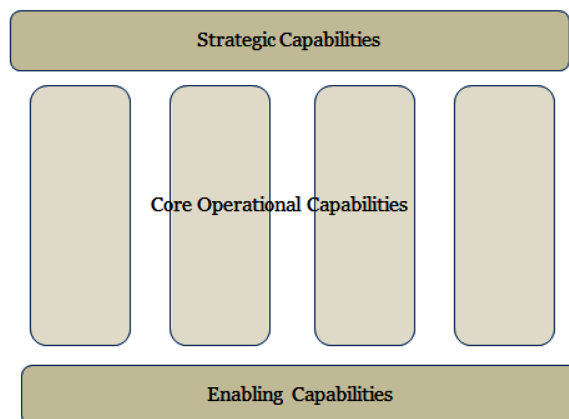 Strategic Capabilities
Core Operational Capabilities
Enabling Capabilities